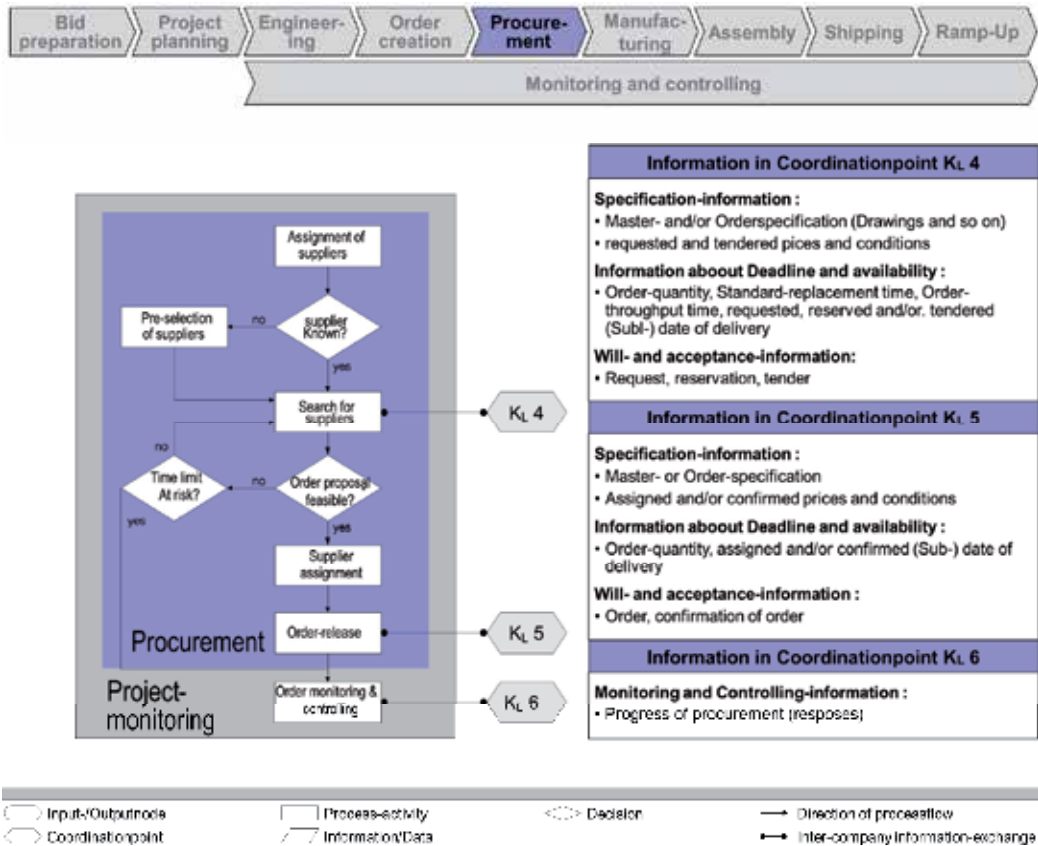 Bid
preparation
Project
planning
Engineer-
ing
Order
creation
Procure-
ment
Manufac-
turing
Assembly
Shipping
Ramp-Up
Monitoring and controlling
Assignment of
suppliers
supplier
Known?
no
Pre-selection
of suppliers
yes
Search for
suppliers
KL 4
no
Time limit
At risk?
no
Order proposal
feasible?
yes
yes
Supplier
assignment
Procurement
Order-release
KL 5
Project-
monitoring
Order monitoring &
controlling
KL 6
Information in Coordinationpoint KL 4
Specification-information :
• Master- and/or Orderspecification (Drawings and so on)
• requested and tendered pices and conditions
Information aboout Deadline and availability :
• Order-quantity, Standard-replacement time, Order-
throughput time, requested, reserved and/or. tendered
(Subl-) date of delivery
Will- and acceptance-information:
• Request, reservation, tender
Information in Coordinationpoint KL 5
Specification-information :
• Master- or Order-specification
• Assigned and/or confirmed prices and conditions
Information aboout Deadline and availability :
• Order-quantity, assigned and/or confirmed (Sub-) date of
delivery
Will- and acceptance-information :
• Order, confirmation of order
Information in Coordinationpoint KL 6
Monitoring and Controlling-information :
• Progress of procurement (resposes)
Input-/Outputnode
Process-activity
Decision
Direction of processflow
Coordinationpoint
Information/Data
Inter-company information-exchange